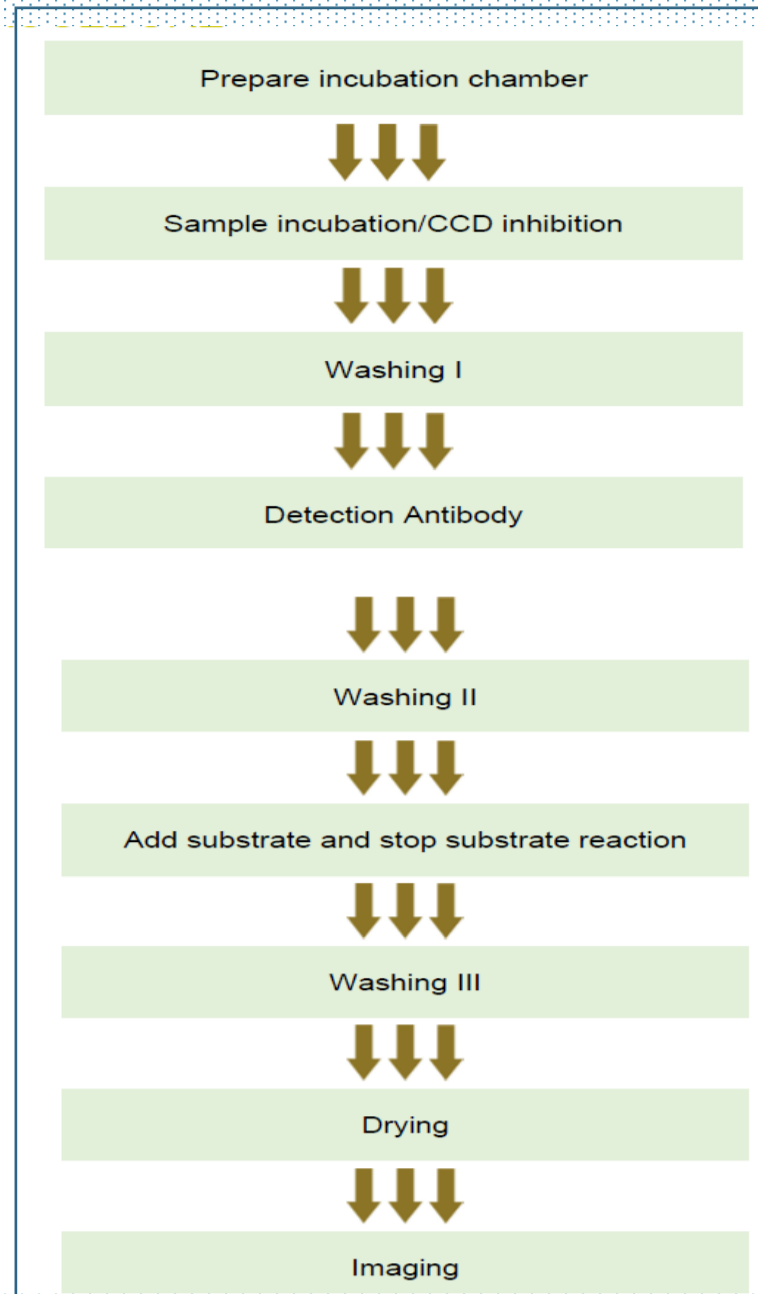 Prepare incubation chamber
Sample incubation/CCD inhibition
Washing I
Detection Antibody
Washing II
Add substrate and stop substrate reaction
Washing III
Drying
Imaging